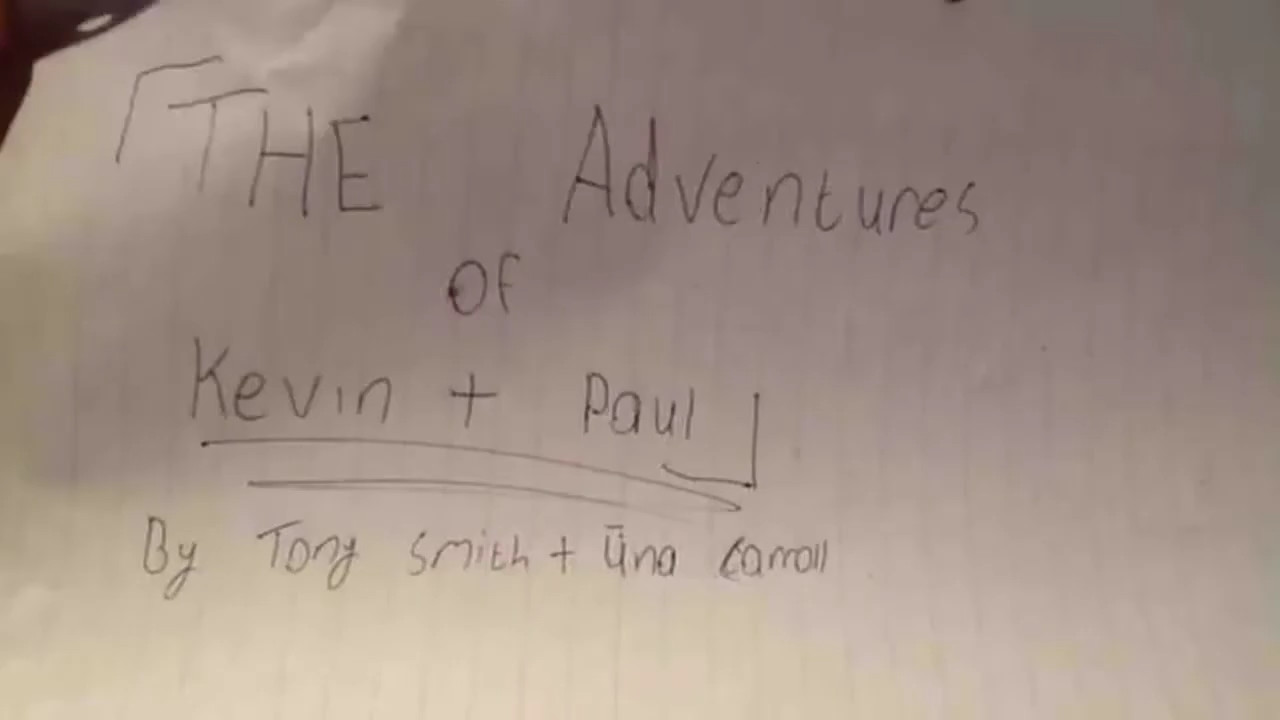 THE Adventures
of
Kevin + Paul
By Tony Smith + Ūna Carroll